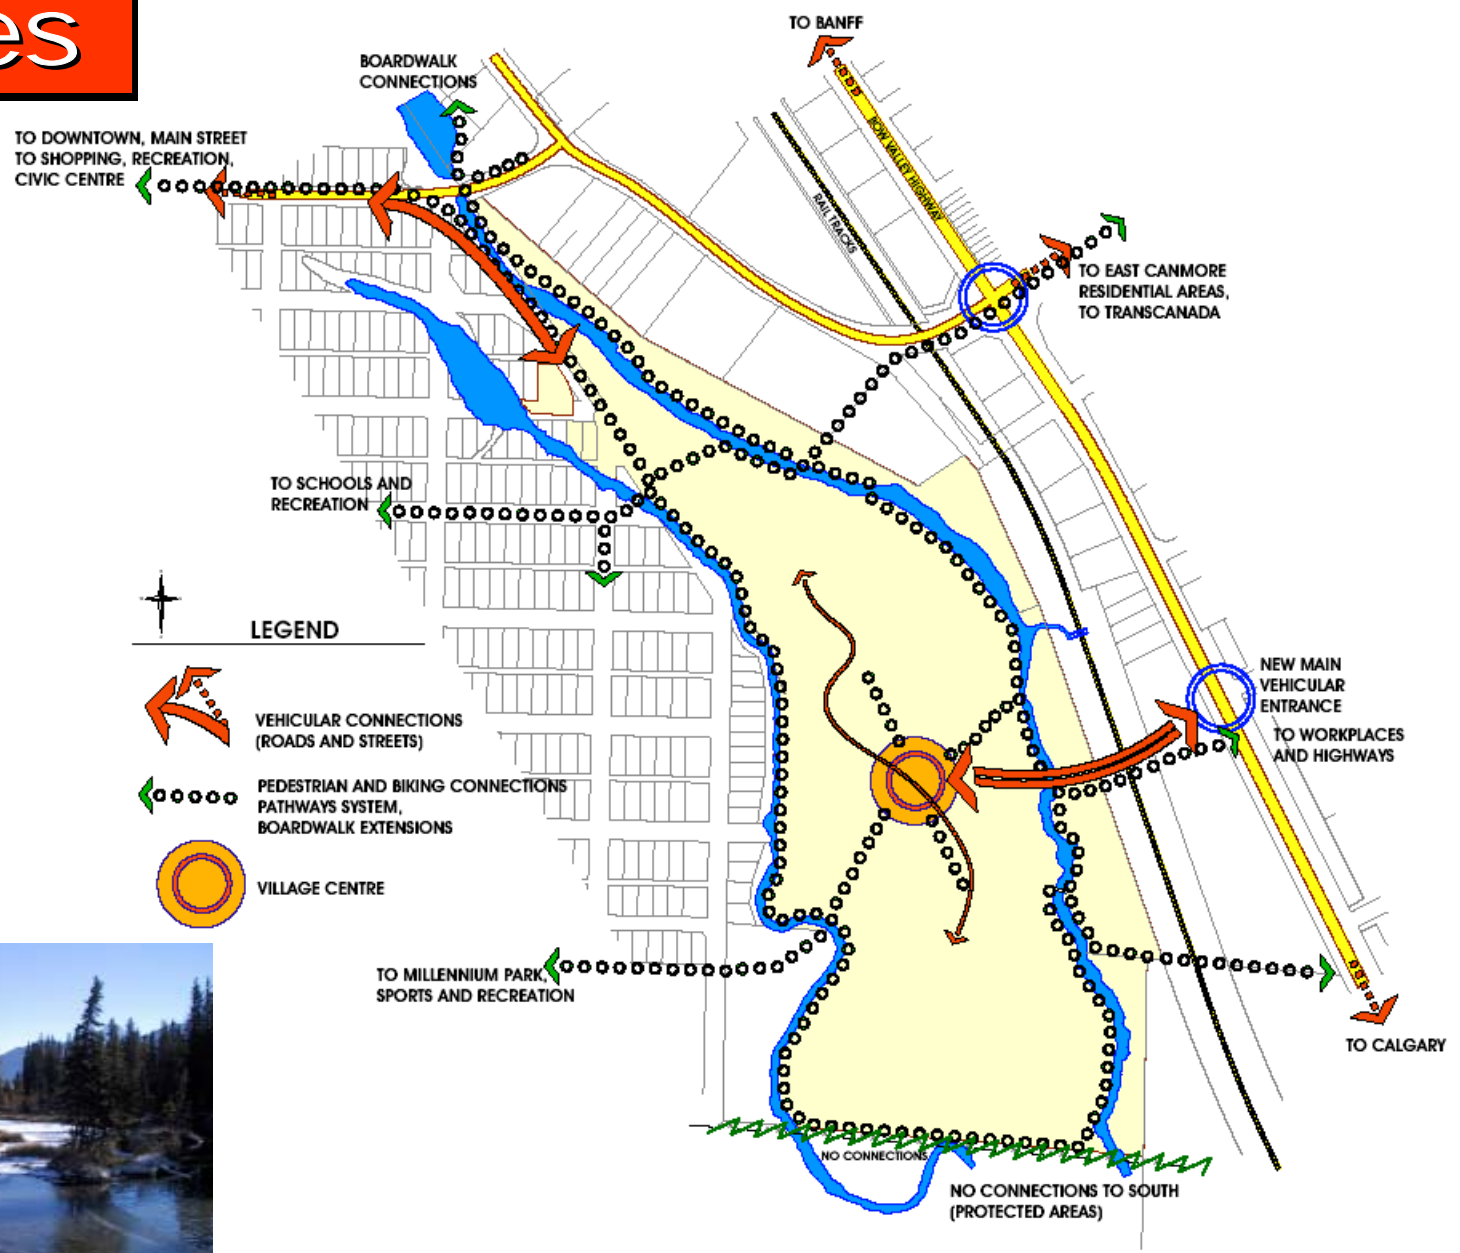 es
TO BANFF
BOARDWALK
CONNECTIONS
TO DOWNTOWN, MAIN STREET
TO SHOPPING, RECREATION,
CIVIC CENTRE
BOW VALLEY HIGHWAY
RAIL TRACKS
TO EAST CANMORE
RESIDENTIAL AREAS,
TO TRANSCANADA
TO SCHOOLS AND
RECREATION
LEGEND
VEHICULAR CONNECTIONS
(ROADS AND STREETS)
PEDESTRIAN AND BIKING CONNECTIONS
PATHWAYS SYSTEM,
BOARDWALK EXTENSIONS
VILLAGE CENTRE
NEW MAIN
VEHICULAR
ENTRANCE
TO WORKPLACES
AND HIGHWAYS
TO MILLENNIUM PARK,
SPORTS AND RECREATION
TO CALGARY
NO CONNECTIONS
NO CONNECTIONS TO SOUTH
(PROTECTED AREAS)